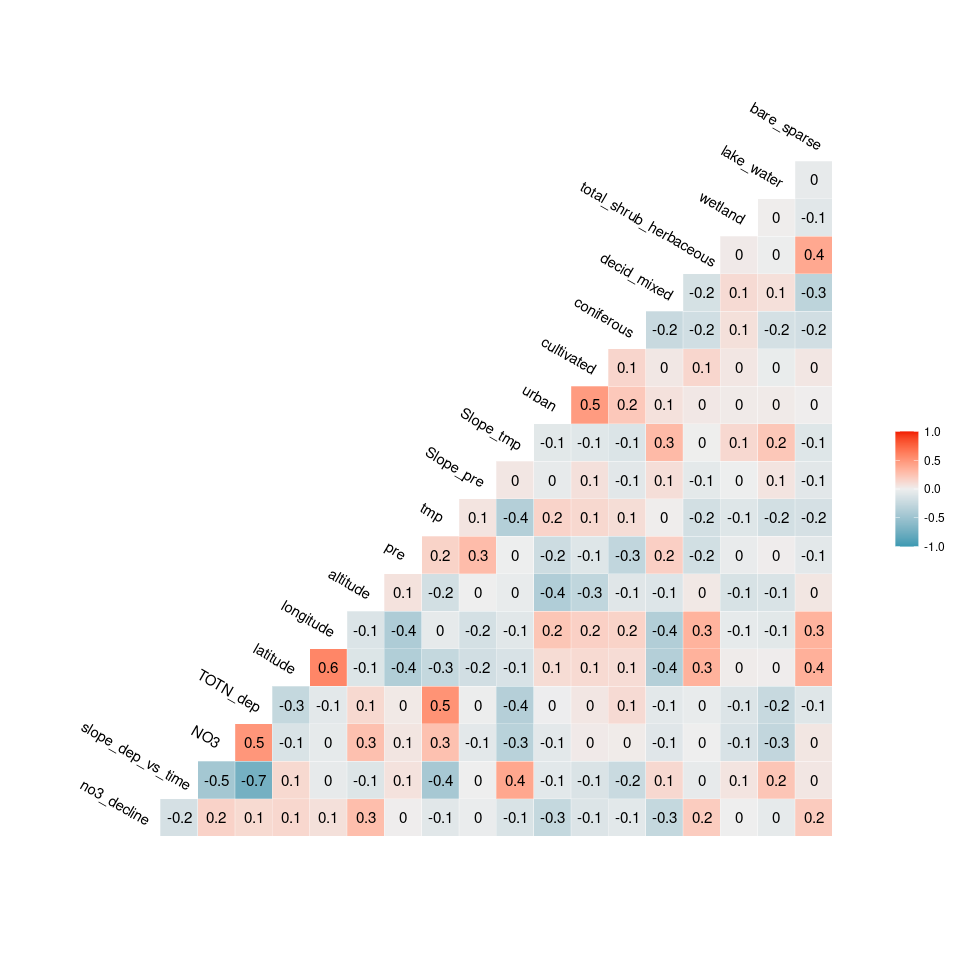 bare_sparse
lake_water
0
wetland
0 -0.1
total_shrub_herbaceous
0 0 0.4
decid_mixed
-0.2 0.1 0.1 -0.3
coniferous
-0.2 -0.2 0.1 -0.2 -0.2
cultivated
0.1 0 0.1 0 0 0
urban
0.5 0.2 0.1 0 0 0 0
Slope_tmp
-0.1 -0.1 -0.1 0.3 0 0.1 0.2 -0.1
Slope_pre
0 0 0.1 -0.1 0.1 -0.1 0 0.1 -0.1
tmp
0.1 -0.4 0.2 0.1 0.1 0 -0.2 -0.1 -0.2 -0.2
pre
0.2 0.3 0 -0.2 -0.1 -0.3 0.2 -0.2 0 0 -0.1
altitude
0.1 -0.2 0 0 -0.4 -0.3 -0.1 -0.1 0 -0.1 -0.1 0
longitude
-0.1 -0.4 0 -0.2 -0.1 0.2 0.2 0.2 -0.4 0.3 -0.1 -0.1 0.3
latitude
0.6 -0.1 -0.4 -0.3 -0.2 -0.1 0.1 0.1 0.1 -0.4 0.3 0 0 0.4
TOTN_dep
-0.3 -0.1 0.1 0 0.5 0 -0.4 0 0 0.1 -0.1 0 -0.1 -0.2 -0.1
NO3
0.5 -0.1 0 0.3 0.1 0.3 -0.1 -0.3 -0.1 0 0 -0.1 0 -0.1 -0.3 0
slope_dep_vs_time
-0.5 -0.7 0.1 0 -0.1 0.1 -0.4 0 0.4 -0.1 -0.1 -0.2 0.1 0 0.1 0.2 0
no3_decline
-0.2 0.2 0.1 0.1 0.1 0.3 0 -0.1 0 -0.1 -0.3 -0.1 -0.1 -0.3 0.2 0 0 0.2
1.0
0.5
0.0
-0.5
-1.0